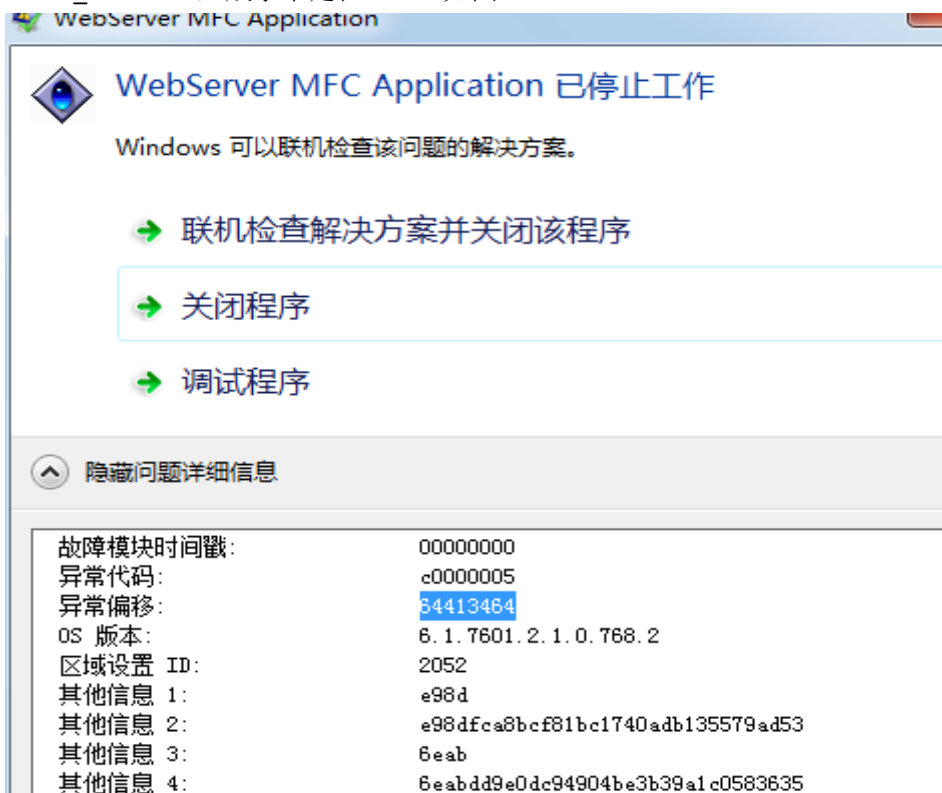 WebServer MFC Application
WebServer MFC Application 已停止工作
Windows 可以联机检查该问题的解决方案。
联机检查解决方案并关闭该程序
关闭程序
调试程序
隐藏问题详细信息
故障模块时间戳: 00000000
异常代码: c0000005
异常偏移: 64413464
OS 版本: 6.1.7601.2.1.0.768.2
区域设置 ID: 2052
其他信息 1: e98d
其他信息 2: e98dfca8bcf81bc1740adb135579ad53
其他信息 3: 6eab
其他信息 4: 6eabdd9e0dc94904be3b39a1c0583635